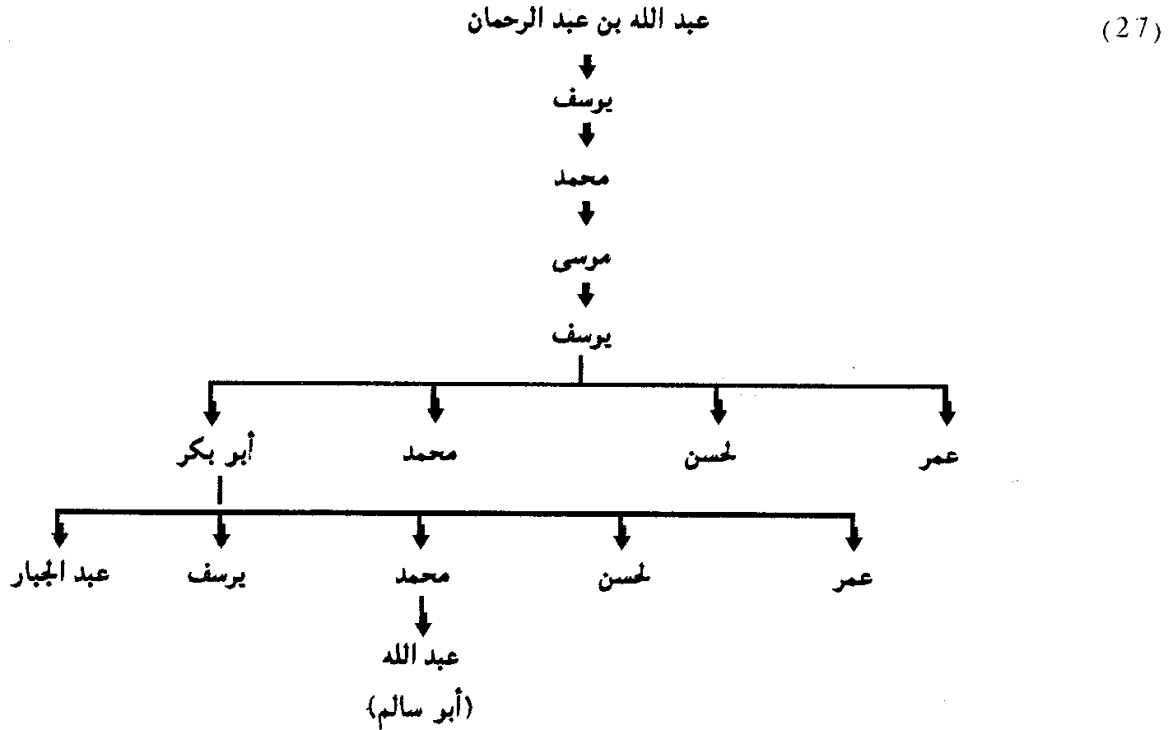 (27)
عبد الله بن عبد الرحمان
يوسف
محمد
موسى
يوسف
عمر لحسن محمد أبو بكر
عمر لحسن محمد يوسف عبد الجبار
عبد الله
(أبو سالم)